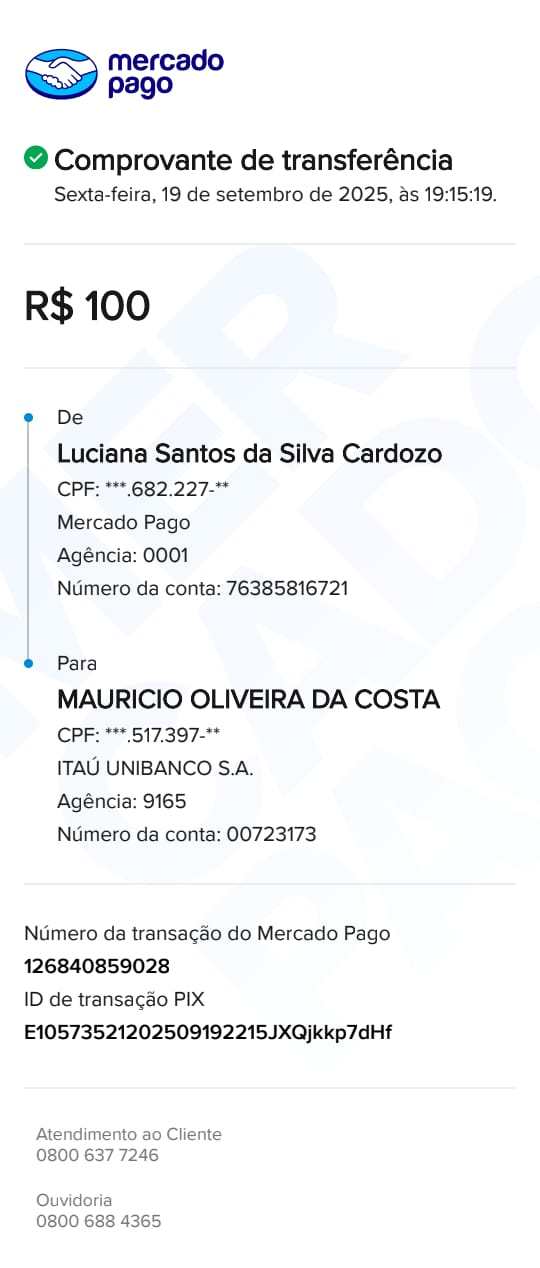 mercado
pago
Comprovante de transferência
Sexta-feira, 19 de setembro de 2025, às 19:15:19.
R$ 100
De
Luciana Santos da Silva Cardozo
CPF: ***.682.227-**
Mercado Pago
Agência: 0001
Número da conta: 76385816721
Para
MAURICIO OLIVEIRA DA COSTA
CPF: ***.517.397-**
ITAÚ UNIBANCO S.A.
Agência: 9165
Número da conta: 00723173
Número da transação do Mercado Pago
126840859028
ID de transação PIX
E10573521202509192215JXQjkkp7dHf
Atendimento ao Cliente
0800 637 7246
Ouvidoria
0800 688 4365